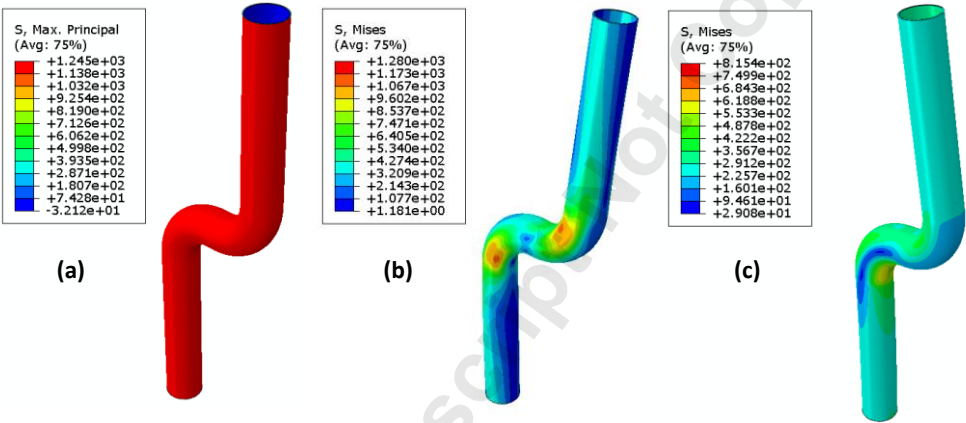 S, Max. Principal
(Avg: 75%)
+1.245e+03
+1.138e+03
+1.032e+03
+9.254e+02
+8.190e+02
+7.126e+02
+6.062e+02
+4.998e+02
+3.935e+02
+2.871e+02
+1.807e+02
+7.428e+01
-3.212e+01
(a)
S, Mises
(Avg: 75%)
+1.280e+03
+1.173e+03
+1.067e+03
+9.602e+02
+8.537e+02
+7.471e+02
+6.405e+02
+5.340e+02
+4.274e+02
+3.209e+02
+2.143e+02
+1.077e+02
+1.181e+00
(b)
S, Mises
(Avg: 75%)
+8.154e+02
+7.499e+02
+6.843e+02
+6.188e+02
+5.533e+02
+4.878e+02
+4.222e+02
+3.567e+02
+2.912e+02
+2.257e+02
+1.601e+02
+9.461e+01
+2.908e+01
(c)
script Not Co